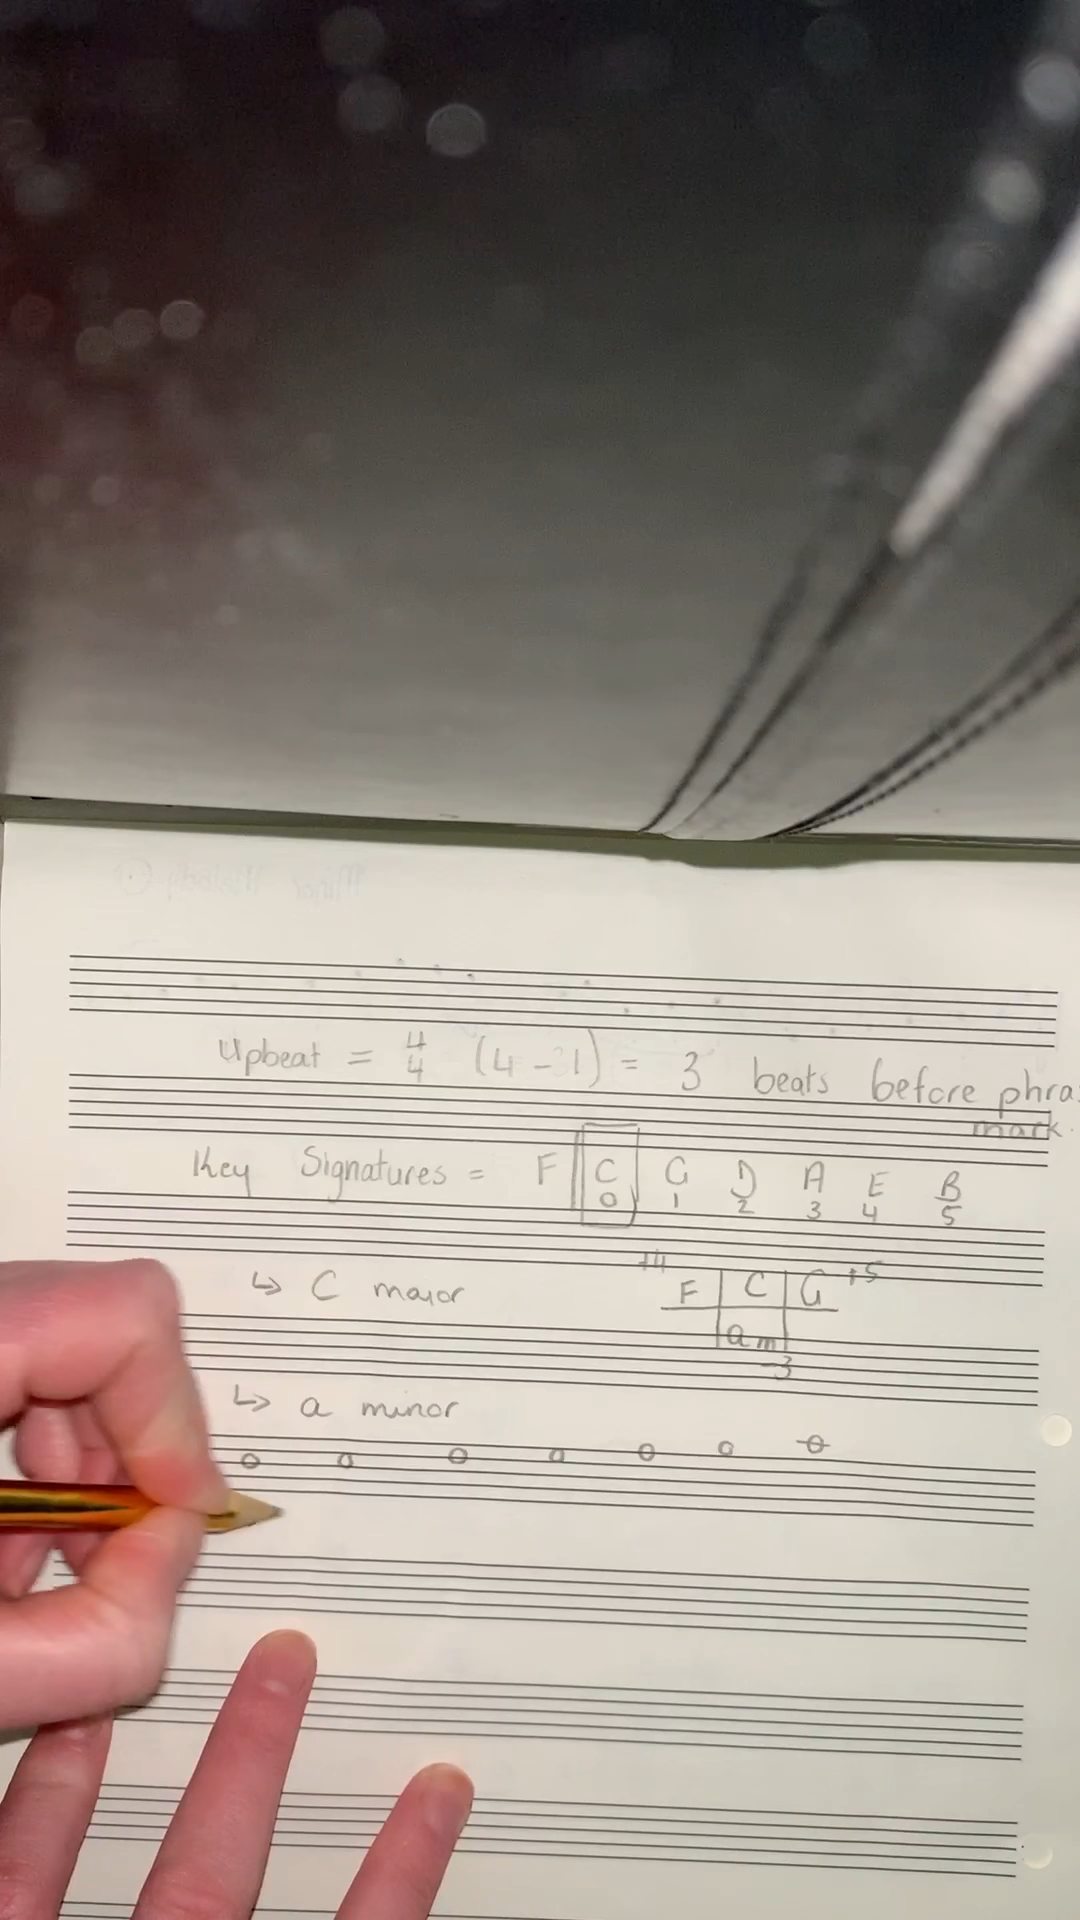 Upbeat = 4/4 (4-1) = 3 beats before
mark.
Key Signatures = F C G D A E B
0 1 2 3 4 5
↳ C major
+4 F C G +5
am
-3
↳ a minor